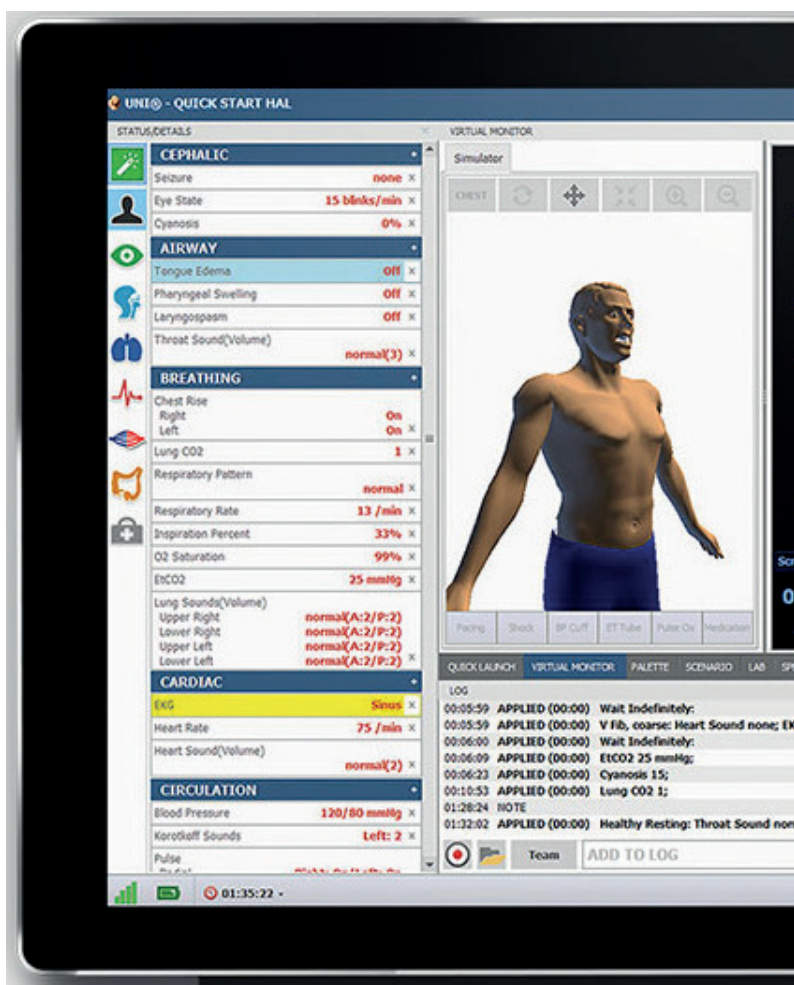 UNI® - QUICK START HAL
STATUS/DETAILS
CEPHALIC +
Seizure none ×
Eye State 15 blinks/min ×
Cyanosis 0% ×
AIRWAY +
Tongue Edema Off ×
Pharyngeal Swelling Off ×
Laryngospasm Off ×
Throat Sound(Volume)
normal(3) ×
BREATHING +
Chest Rise
Right On
Left On ×
Lung CO2 1 ×
Respiratory Pattern
normal ×
Respiratory Rate 13 /min ×
Inspiration Percent 33% ×
O2 Saturation 99% ×
EtCO2 25 mmHg ×
Lung Sounds(Volume)
Upper Right normal(A:2/P:2)
Lower Right normal(A:2/P:2)
Upper Left normal(A:2/P:2)
Lower Left normal(A:2/P:2) ×
CARDIAC +
EKG Sinus ×
Heart Rate 75 /min ×
Heart Sound(Volume)
normal(2) ×
CIRCULATION +
Blood Pressure 120/80 mmHg ×
Korotkoff Sounds Left: 2 ×
Pulse
01:35:22
VIRTUAL MONITOR
Simulator
CHEST
Pacing Shock BP Cuff ET Tube Pulse Ox Medication
Scr
0
QUICK LAUNCH VIRTUAL MONITOR PALETTE SCENARIO LAB
LOG
00:05:59 APPLIED (00:00) Wait Indefinitely:
00:05:59 APPLIED (00:00) V Fib, coarse: Heart Sound none; EK
00:06:00 APPLIED (00:00) Wait Indefinitely:
00:06:09 APPLIED (00:00) EtCO2 25 mmHg;
00:06:23 APPLIED (00:00) Cyanosis 15;
00:10:53 APPLIED (00:00) Lung CO2 1;
01:28:24 NOTE
01:32:02 APPLIED (00:00) Healthy Resting: Throat Sound nor
Team ADD TO LOG